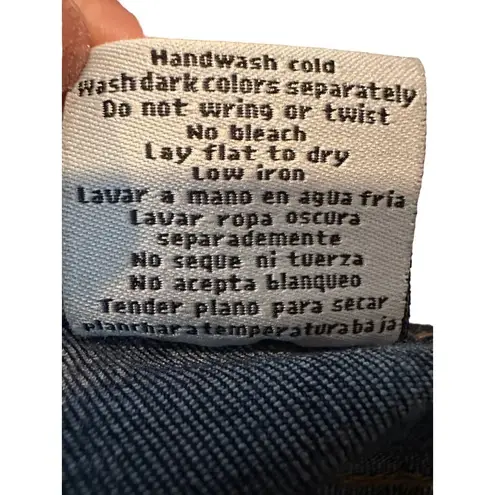 Handwash cold
Wash dark colors separately
Do not wring or twist
No bleach
Lay flat to dry
Low iron
Lavar a mano en agua fria
Lavar ropa oscura
separademente
No seque ni tuerza
No acepta blanqueo
Tender plano para secar
planchar a temperatura baja